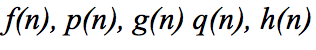 f(n), p(n), g(n) q(n), h(n)